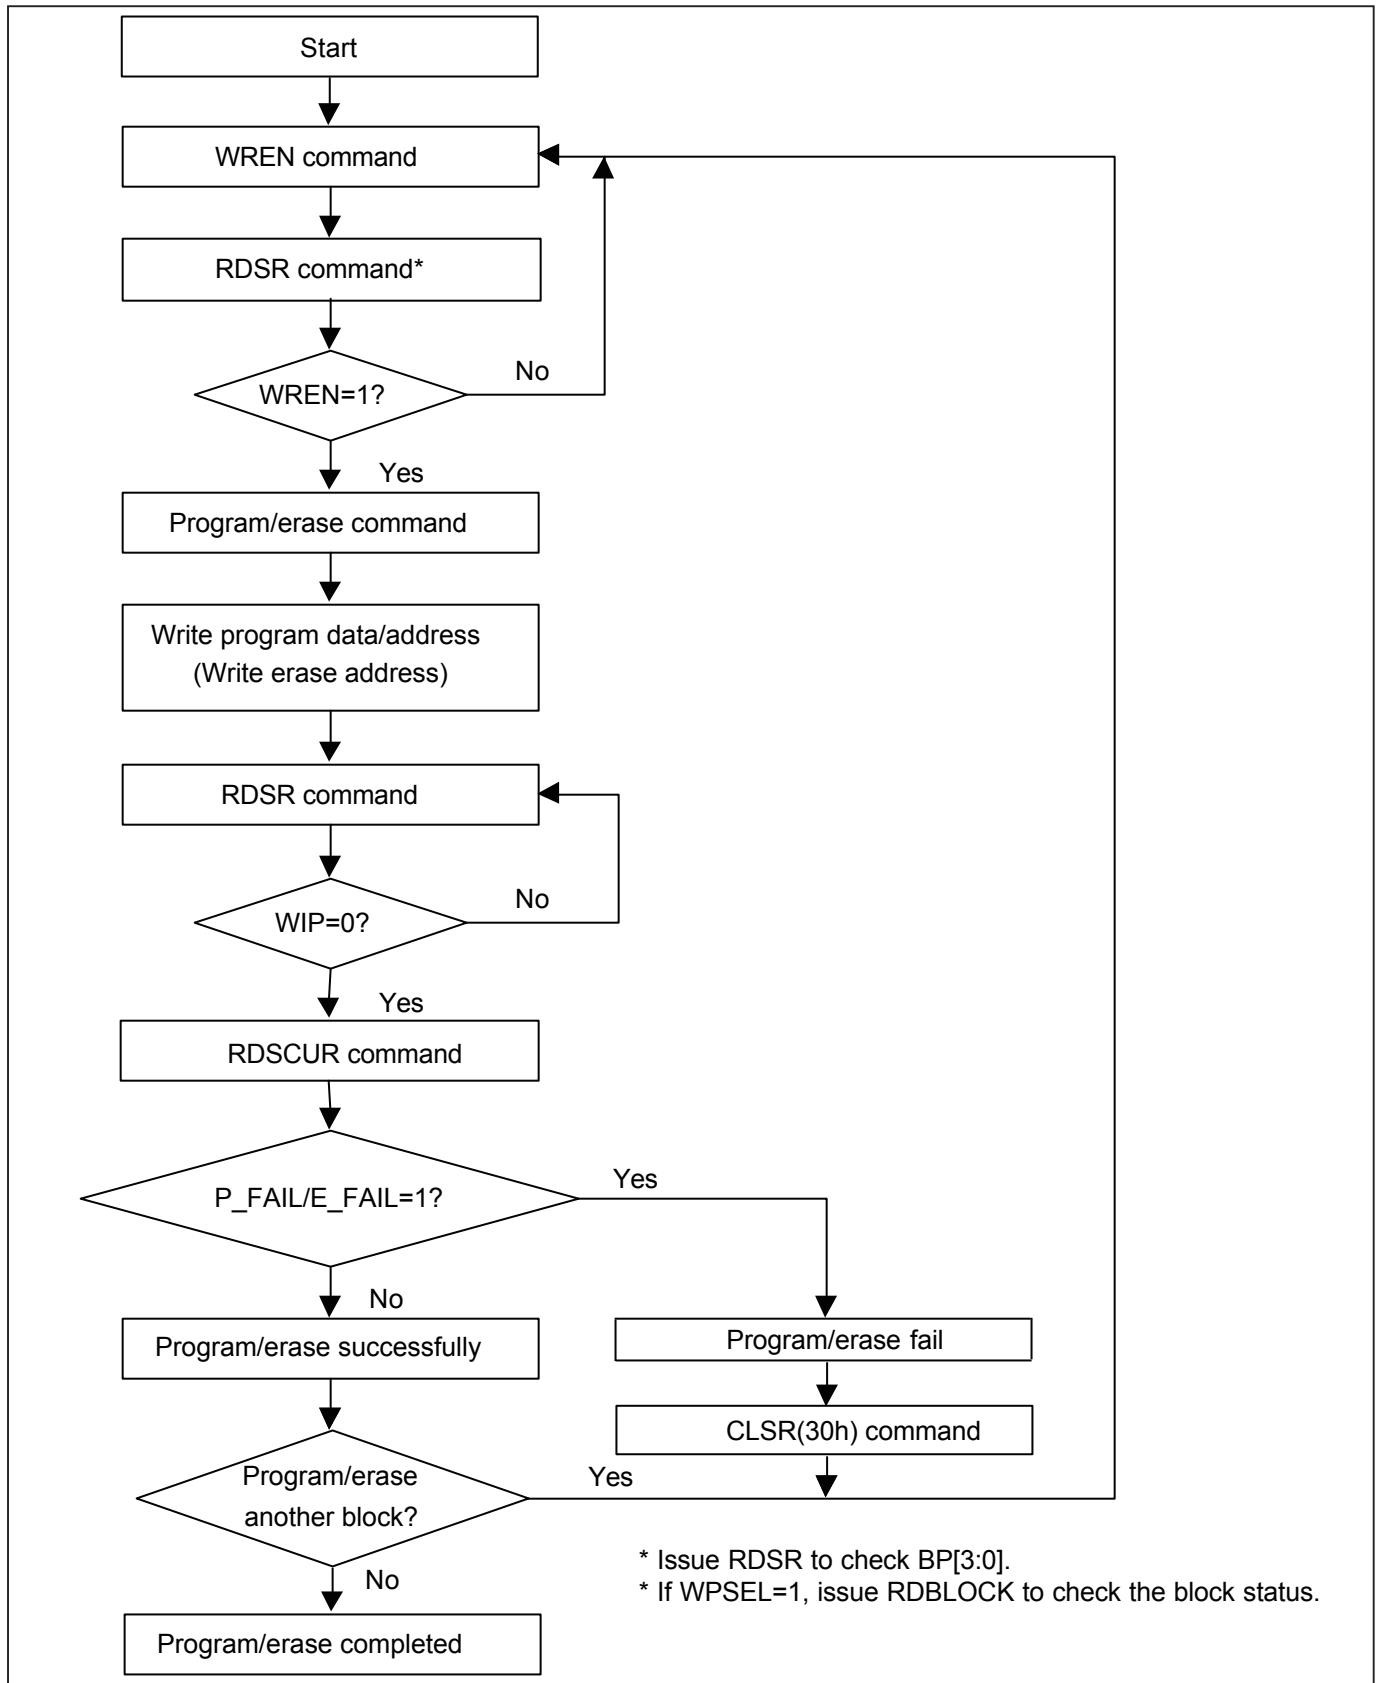 Start
WREN command
RDSR command*
WREN=1?
No
Yes
Program/erase command
Write program data/address
(Write erase address)
RDSR command
WIP=0?
No
Yes
RDSCUR command
P_FAIL/E_FAIL=1?
Yes
No
Program/erase successfully
Program/erase fail
CLSR(30h) command
Program/erase
another block?
Yes
No
* Issue RDSR to check BP[3:0].
* If WPSEL=1, issue RDBLOCK to check the block status.
Program/erase completed